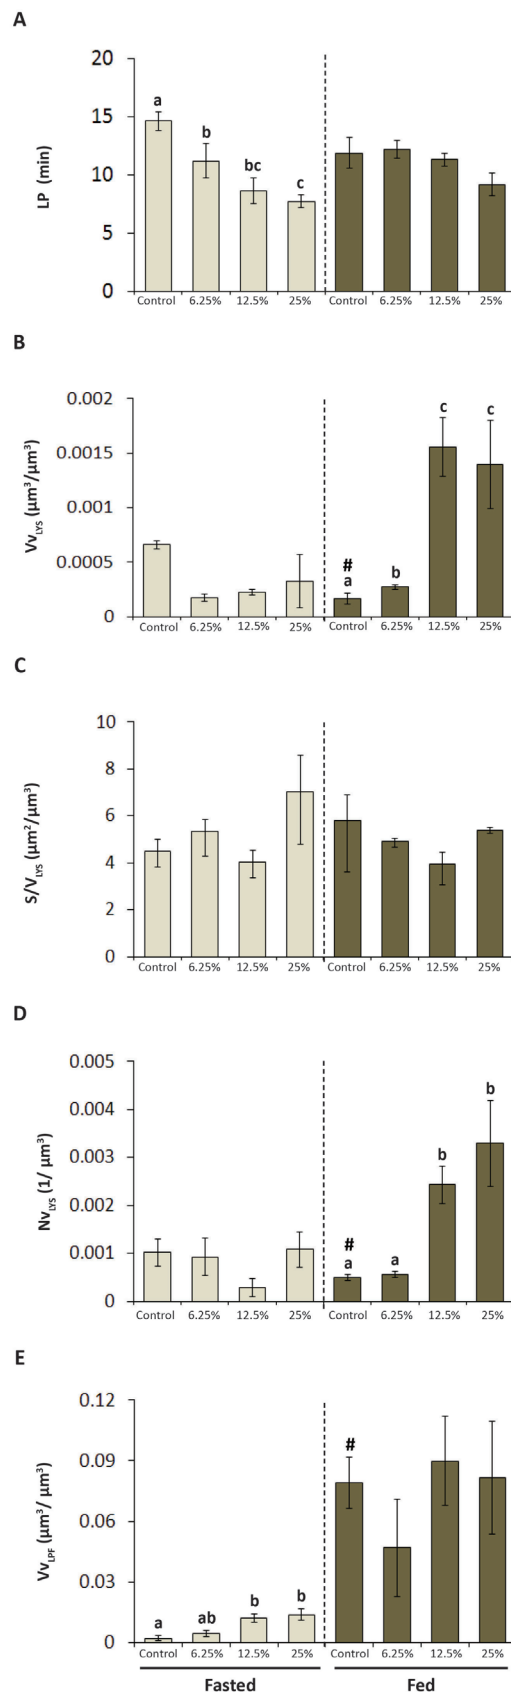 A
20
15
10
5
0
LP (min)
a
b
bc
c
Control 6.25% 12.5% 25% Control 6.25% 12.5% 25%
B
0.002
0.0015
0.001
0.0005
0
Vv_LYS (µm³/µm³)
#
a
b
c
c
Control 6.25% 12.5% 25% Control 6.25% 12.5% 25%
C
10
8
6
4
2
0
S/V_LYS (µm²/µm³)
Control 6.25% 12.5% 25% Control 6.25% 12.5% 25%
D
0.005
0.004
0.003
0.002
0.001
0
Nv_LYS (1/ µm³)
#
a
a
b
b
Control 6.25% 12.5% 25% Control 6.25% 12.5% 25%
E
0.12
0.09
0.06
0.03
0
Vv_LPF (µm³/ µm³)
a
ab
b
b
#
Control 6.25% 12.5% 25% Control 6.25% 12.5% 25%
Fasted Fed